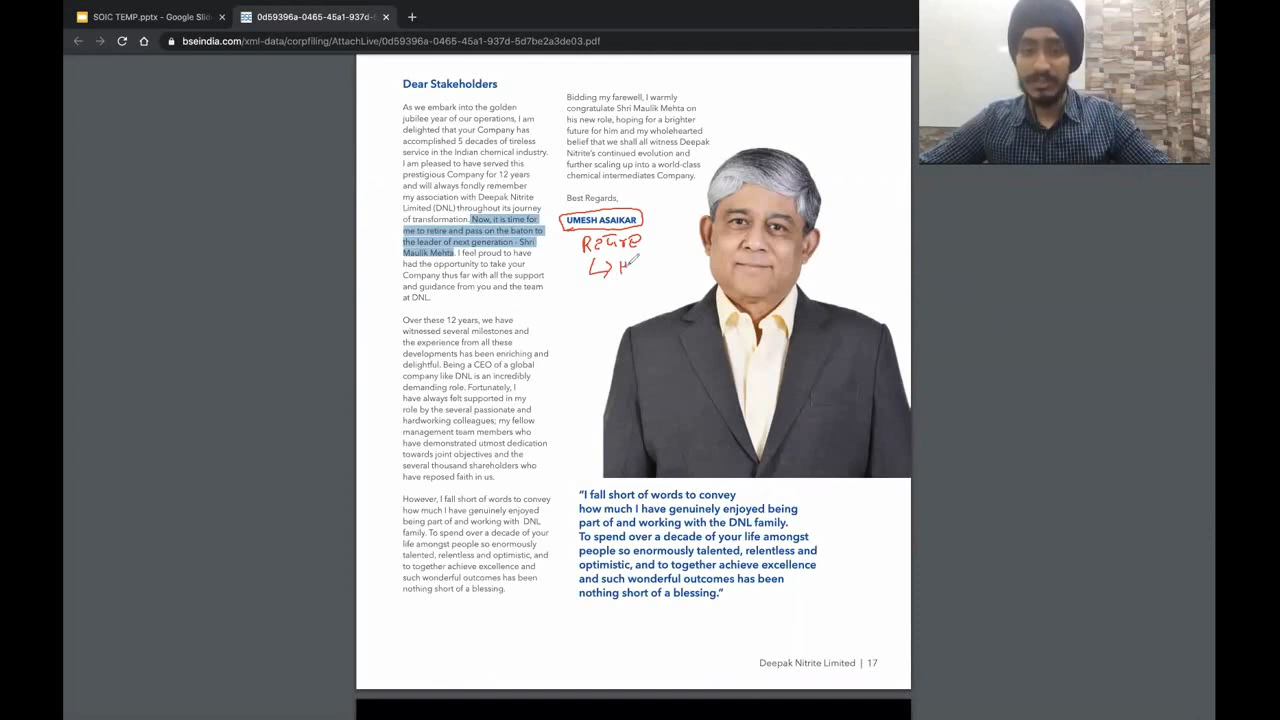 SOIC TEMP.pptx - Google Slid
0d59396a-0465-45a1-937d-5
bseindia.com/xml-data/corpfiling/AttachLive/0d59396a-0465-45a1-937d-5d7be2a3de03.pdf
Dear Stakeholders
As we embark into the golden
jubilee year of our operations, I am
delighted that your Company has
accomplished 5 decades of tireless
service in the Indian chemical industry.
I am pleased to have served this
prestigious Company for 12 years
and will always fondly remember
my association with Deepak Nitrite
Limited (DNL) throughout its journey
of transformation. Now, it is time for
me to retire and pass on the baton to
the leader of next generation - Shri
Maulik Mehta. I feel proud to have
had the opportunity to take your
Company thus far with all the support
and guidance from you and the team
at DNL.
Over these 12 years, we have
witnessed several milestones and
the experience from all these
developments has been enriching and
delightful. Being a CEO of a global
company like DNL is an incredibly
demanding role. Fortunately, I
have always felt supported in my
role by the several passionate and
hardworking colleagues; my fellow
management team members who
have demonstrated utmost dedication
towards joint objectives and the
several thousand shareholders who
have reposed faith in us.
However, I fall short of words to convey
how much I have genuinely enjoyed
being part of and working with DNL
family. To spend over a decade of your
life amongst people so enormously
talented, relentless and optimistic, and
to together achieve excellence and
such wonderful outcomes has been
nothing short of a blessing.
Bidding my farewell, I warmly
congratulate Shri Maulik Mehta on
his new role, hoping for a brighter
future for him and my wholehearted
belief that we shall all witness Deepak
Nitrite's continued evolution and
further scaling up into a world-class
chemical intermediates Company.
Best Regards,
UMESH ASAIKAR
Retire
"I fall short of words to convey
how much I have genuinely enjoyed being
part of and working with the DNL family.
To spend over a decade of your life amongst
people so enormously talented, relentless and
optimistic, and to together achieve excellence
and such wonderful outcomes has been
nothing short of a blessing."
Deepak Nitrite Limited | 17